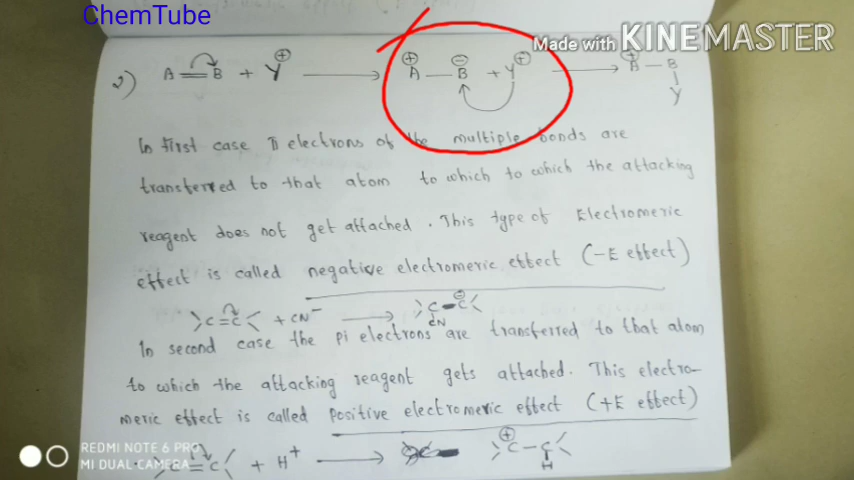 ChemTube
Made with KINEMASTER
2) A = B + Y⊕ ⟶ ⊕A — B⊖ + Y⊕ ⟶ ⊕A — B
Y
In first case π electrons of the multiple bonds are
transferred to that atom to which to which the attacking
reagent does not get attached. This type of Electromeric
effect is called negative electromeric effect (-E effect)
>C=C< + CN⁻ ⟶ >C-C⊖<
CN
In second case the pi electrons are transferred to that atom
to which the attacking reagent gets attached. This electro-
meric effect is called positive electromeric effect (+E effect)
>C=C< + H⁺ ⟶ >C⊕-C<
H
REDMI NOTE 6 PRO
MI DUAL CAMERA